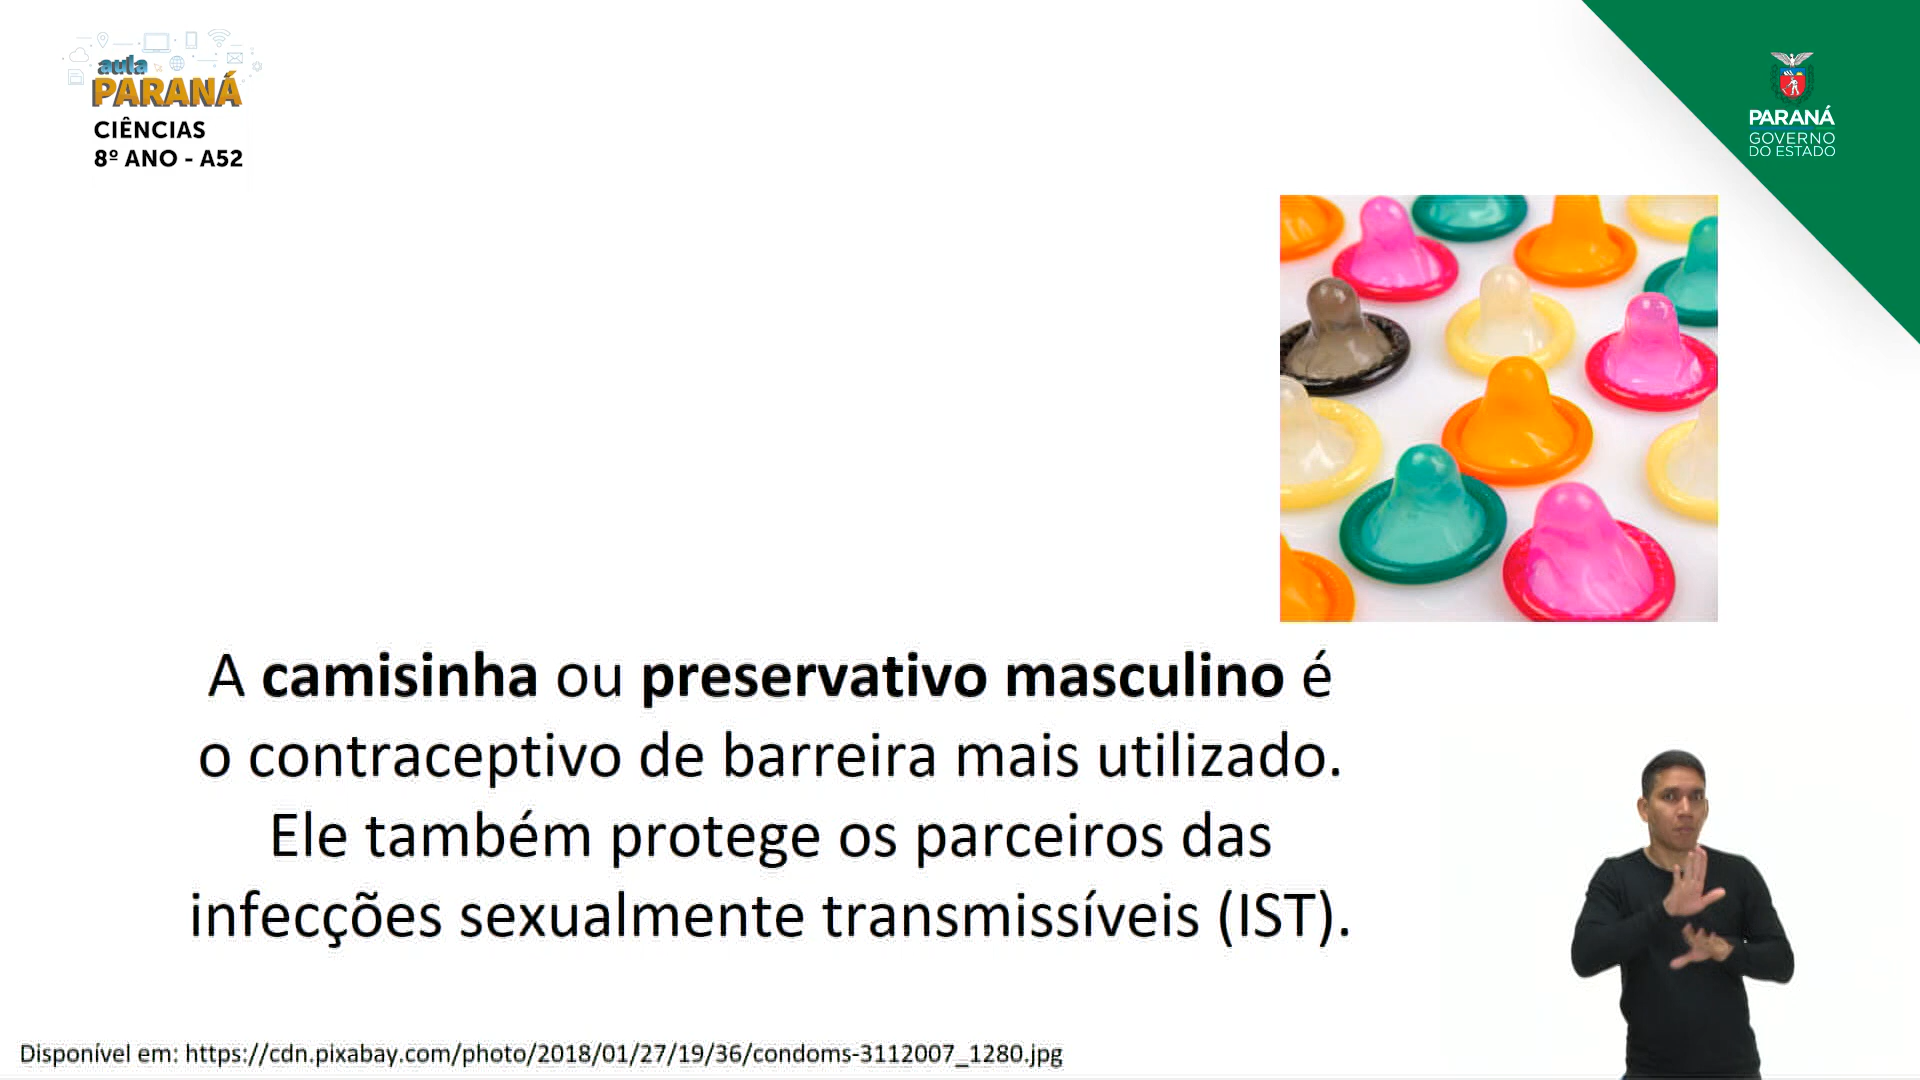 aula
PARANÁ
CIÊNCIAS
8º ANO - A52
PARANÁ
GOVERNO
DO ESTADO
A camisinha ou preservativo masculino é
o contraceptivo de barreira mais utilizado.
Ele também protege os parceiros das
infecções sexualmente transmissíveis (IST).
Disponível em: https://cdn.pixabay.com/photo/2018/01/27/19/36/condoms-3112007_1280.jpg